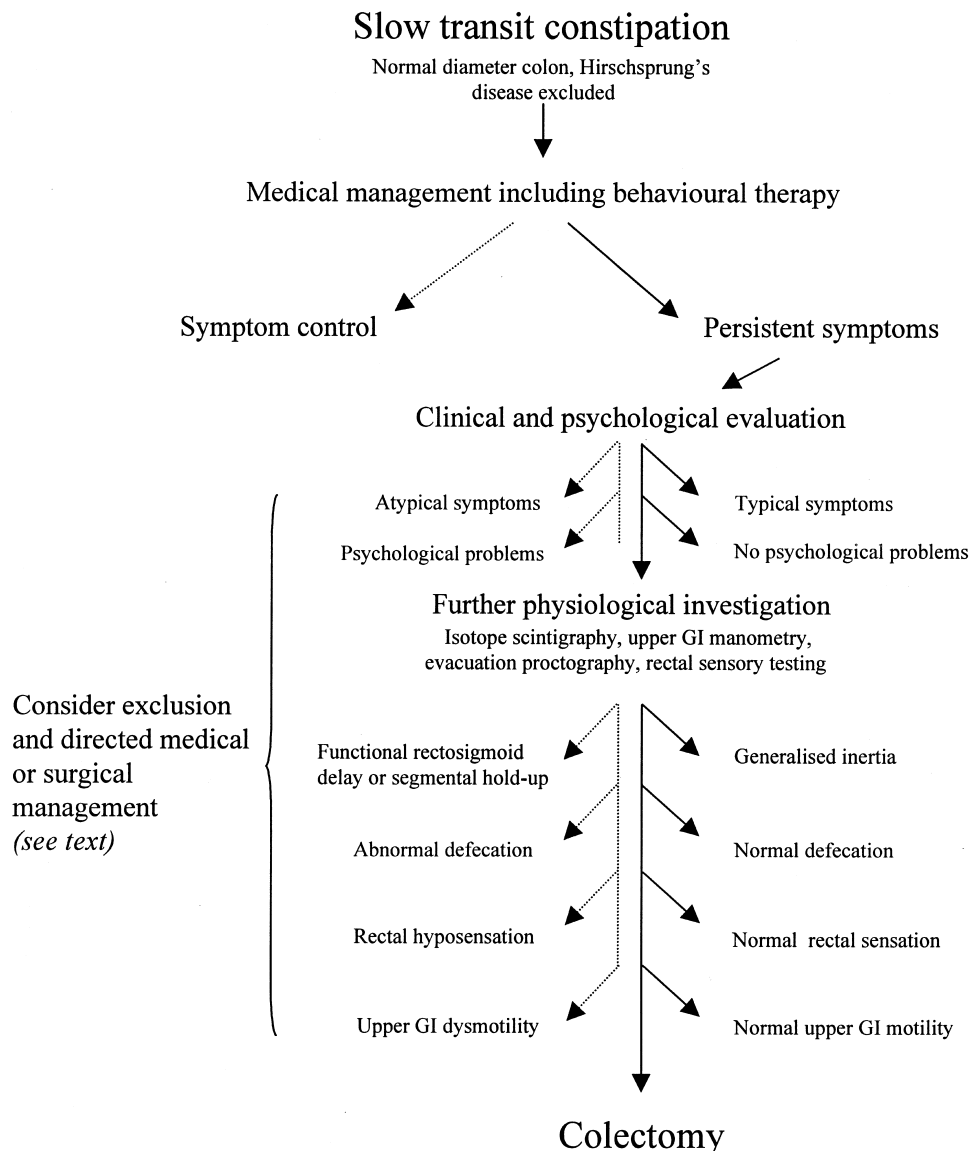 Slow transit constipation
Normal diameter colon, Hirschsprung's
disease excluded
Medical management including behavioural therapy
Symptom control
Persistent symptoms
Clinical and psychological evaluation
Atypical symptoms
Typical symptoms
Psychological problems
No psychological problems
Further physiological investigation
Isotope scintigraphy, upper GI manometry,
evacuation proctography, rectal sensory testing
Consider exclusion
and directed medical
or surgical
management
(see text)
Functional rectosigmoid
delay or segmental hold-up
Generalised inertia
Abnormal defecation
Normal defecation
Rectal hyposensation
Normal rectal sensation
Upper GI dysmotility
Normal upper GI motility
Colectomy